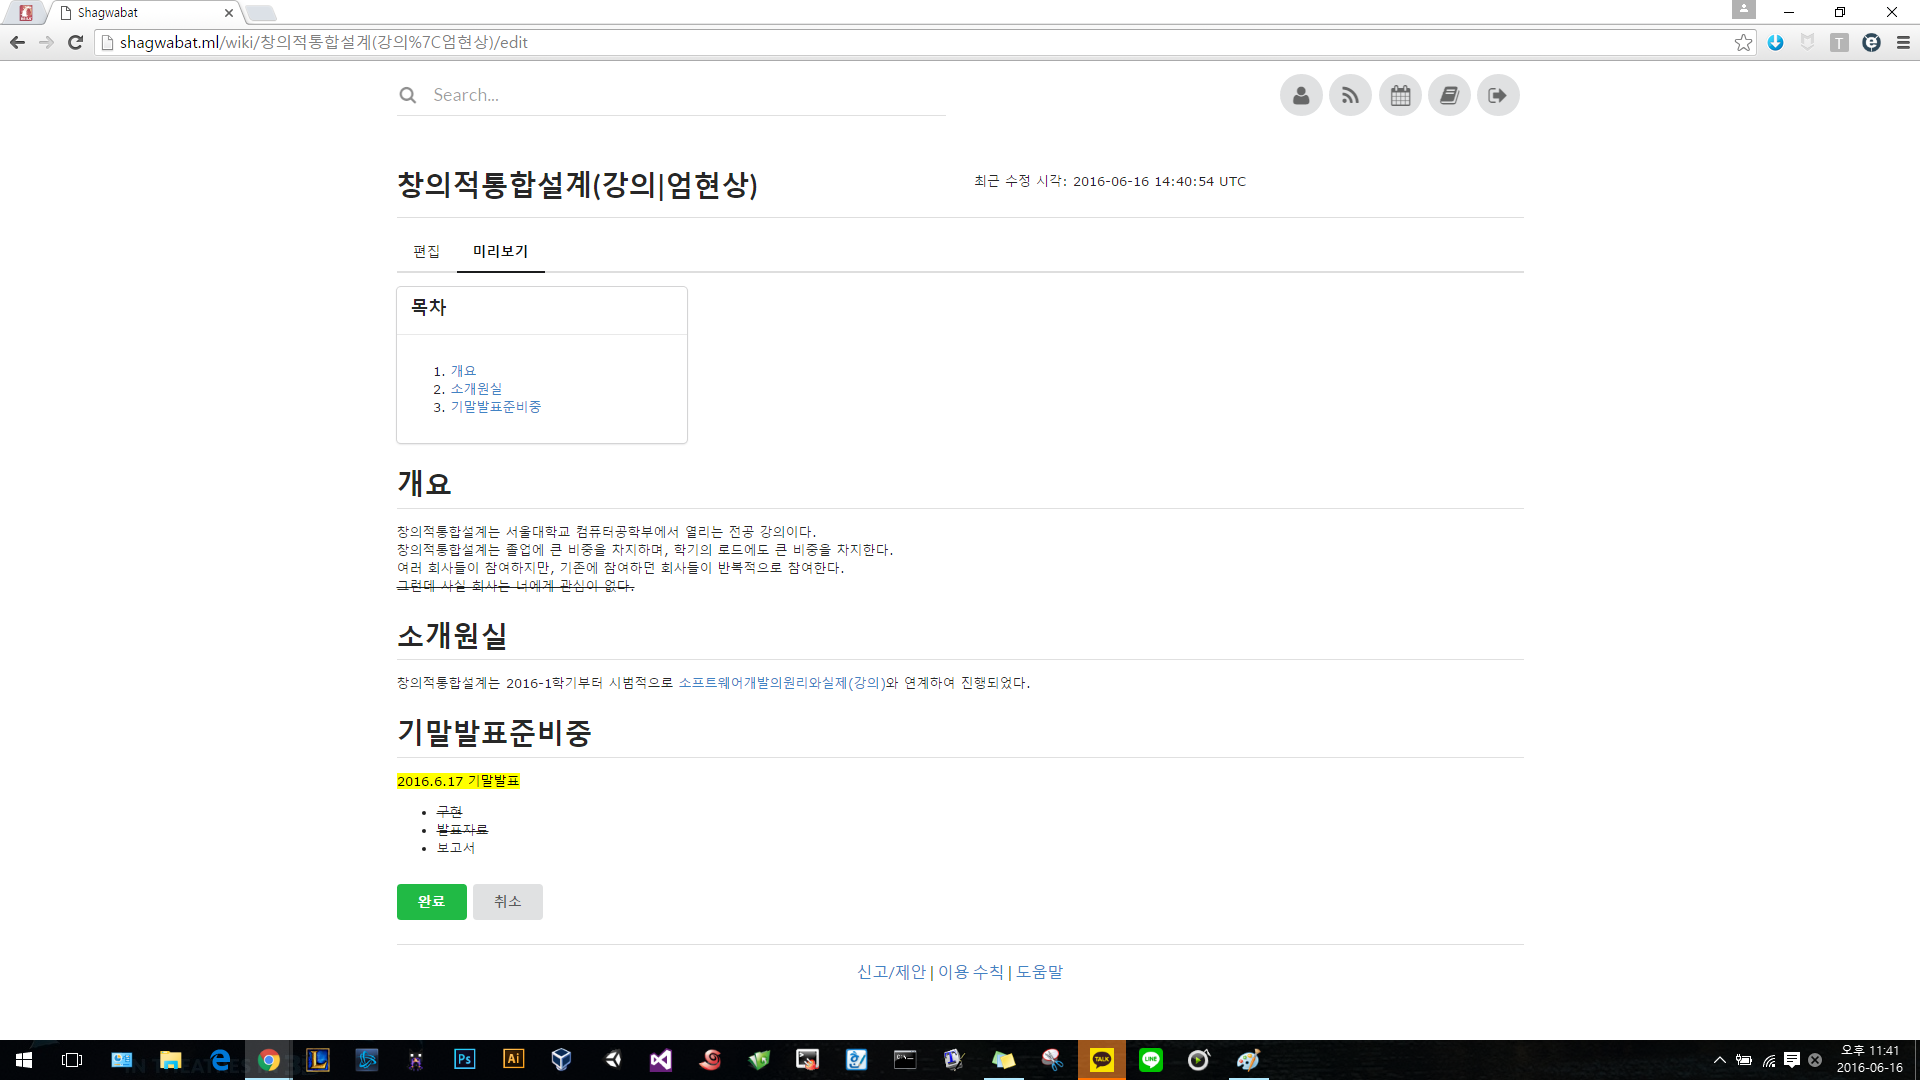 Shagwabat
shagwabat.ml/wiki/창의적통합설계(강의%7C엄현상)/edit
Search...
창의적통합설계(강의|엄현상)
최근 수정 시각: 2016-06-16 14:40:54 UTC
편집 미리보기
목차
1. 개요
2. 소개원실
3. 기말발표준비중
개요
창의적통합설계는 서울대학교 컴퓨터공학부에서 열리는 전공 강의이다.
창의적통합설계는 졸업에 큰 비중을 차지하며, 학기의 로드에도 큰 비중을 차지한다.
여러 회사들이 참여하지만, 기존에 참여하던 회사들이 반복적으로 참여한다.
그런데 사실 회사는 너에게 관심이 없다.
소개원실
창의적통합설계는 2016-1학기부터 시범적으로 소프트웨어개발의원리와실제(강의)와 연계하여 진행되었다.
기말발표준비중
2016.6.17 기말발표
구현
발표자료
보고서
완료 취소
신고/제안 | 이용 수칙 | 도움말
Ps
Ai
TALK
LINE
오후 11:41
2016-06-16